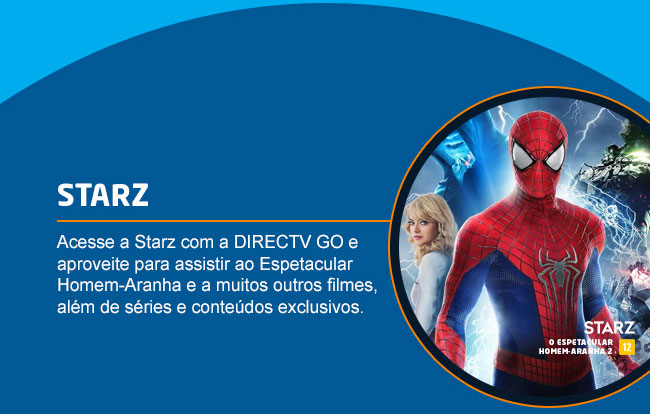 STARZ
Acesse a Starz com a DIRECTV GO e
aproveite para assistir ao Espetacular
Homem-Aranha e a muitos outros filmes,
além de séries e conteúdos exclusivos.
STARZ
O ESPETACULAR
HOMEM-ARANHA 2 12